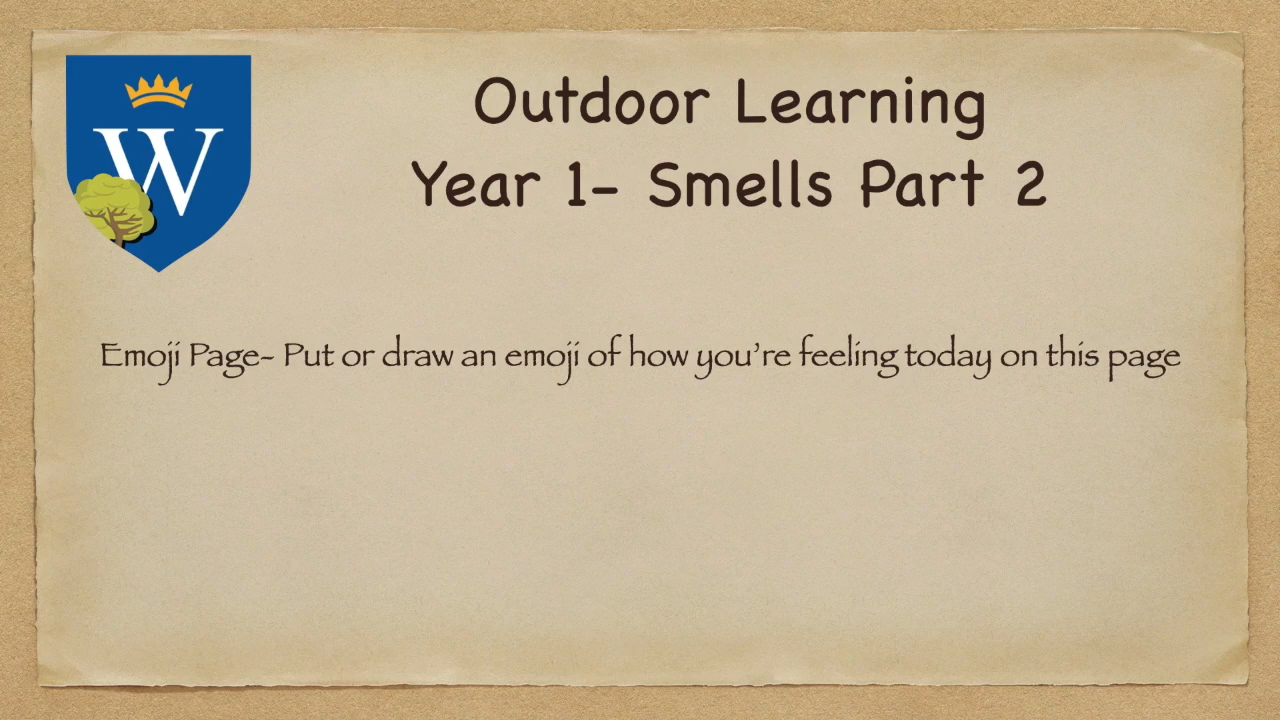 W
Outdoor Learning
Year 1- Smells Part 2
Emoji Page- Put or draw an emoji of how you're feeling today on this page